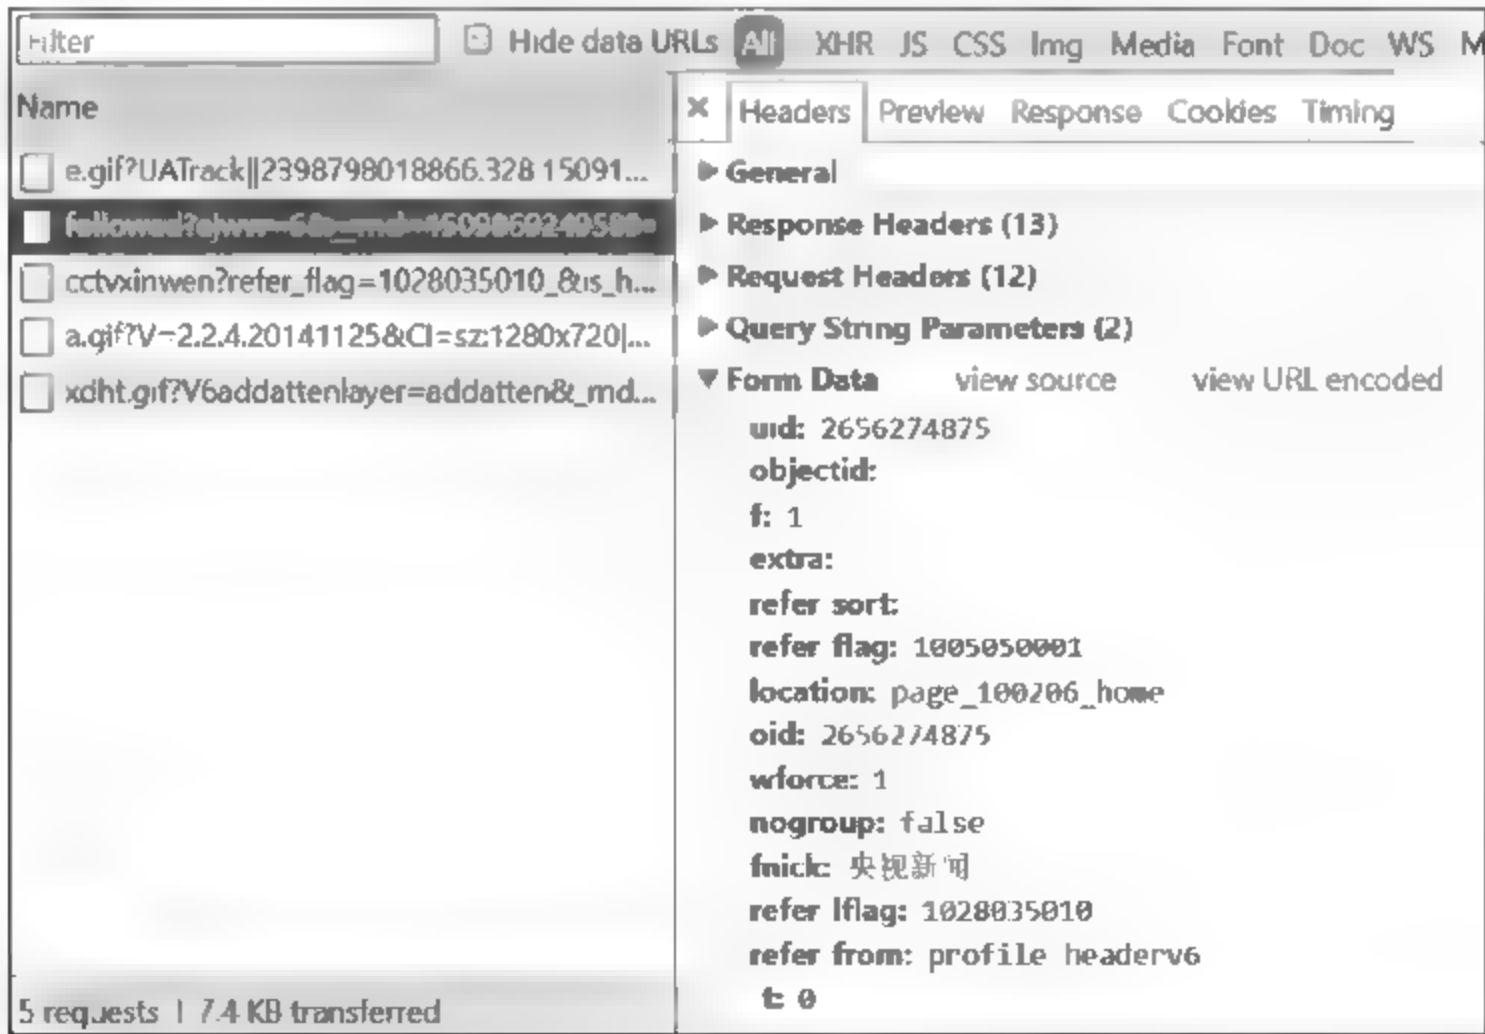 Filter
Hide data URLs All XHR JS CSS Img Media Font Doc WS M
Name
× Headers Preview Response Cookies Timing
e.gif?UATrack||2398798018866.328.15091...
General
Response Headers (13)
cctvxinwen?refer_flag=1028035010_&is_h...
Request Headers (12)
a.gif?V=2.2.4.20141125&CI=sz:1280x720|...
Query String Parameters (2)
xdht.gif?V6addattenlayer=addatten&_rnd...
Form Data view source view URL encoded
uid: 2656274875
objectid:
f: 1
extra:
refer sort:
refer flag: 1005050001
location: page_100206_home
oid: 2656274875
wforce: 1
nogroup: false
fnick: 央视新闻
refer lflag: 1028035010
refer from: profile headerv6
t: 0
5 requests | 7.4 KB transferred